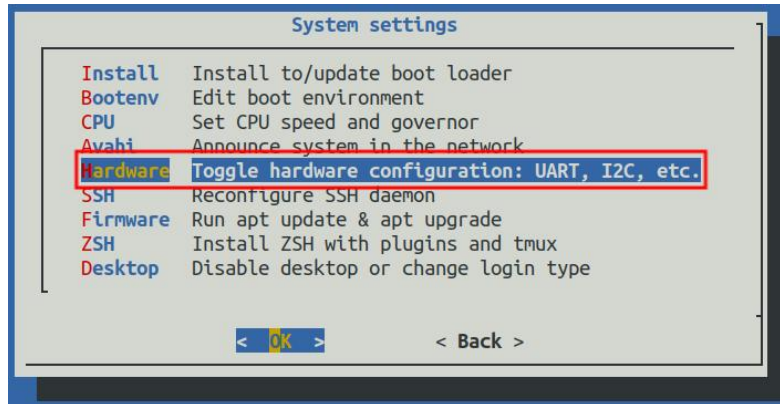 System settings
Install Install to/update boot loader
Bootenv Edit boot environment
CPU Set CPU speed and governor
Avahi Announce system in the network
Hardware Toggle hardware configuration: UART, I2C, etc.
SSH Reconfigure SSH daemon
Firmware Run apt update & apt upgrade
ZSH Install ZSH with plugins and tmux
Desktop Disable desktop or change login type
< OK > < Back >